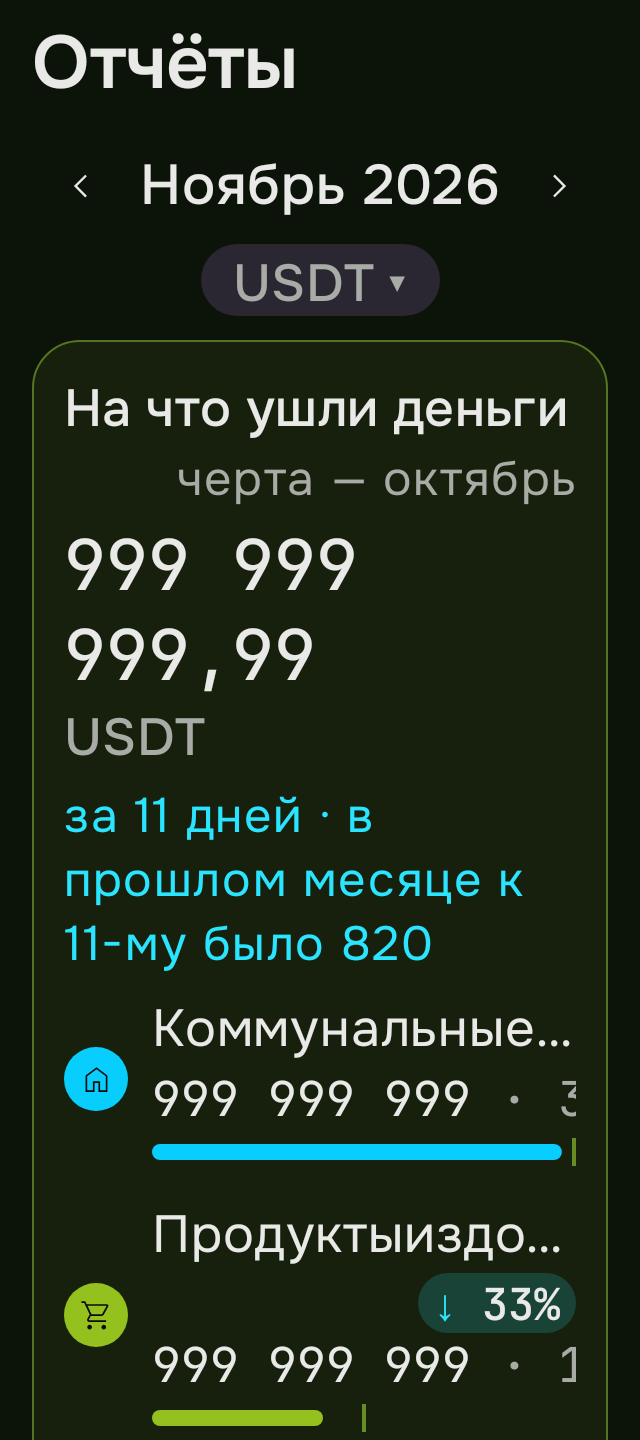 Отчёты
Ноябрь 2026
USDT ▾
На что ушли деньги
черта — октябрь
999 999
999,99
USDT
за 11 дней · в
прошлом месяце к
11-му было 820
Коммунальные...
999 999 999 ·
Продуктыиздо...
↓ 33%
999 999 999 · 1